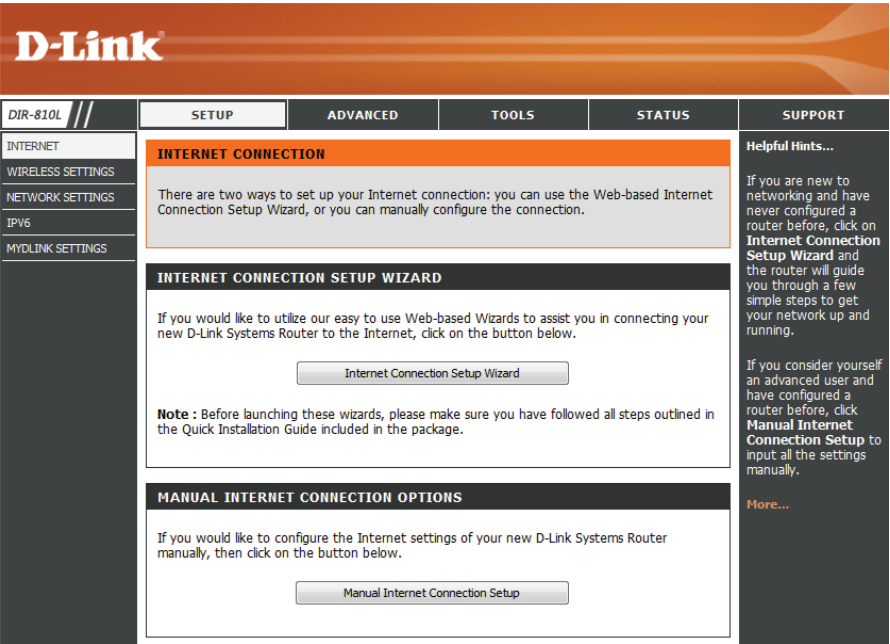 D-Link
DIR-810L
SETUP
ADVANCED
TOOLS
STATUS
SUPPORT
INTERNET
WIRELESS SETTINGS
NETWORK SETTINGS
IPV6
MYDLINK SETTINGS
INTERNET CONNECTION
There are two ways to set up your Internet connection: you can use the Web-based Internet
Connection Setup Wizard, or you can manually configure the connection.
INTERNET CONNECTION SETUP WIZARD
If you would like to utilize our easy to use Web-based Wizards to assist you in connecting your
new D-Link Systems Router to the Internet, click on the button below.
Internet Connection Setup Wizard
Note : Before launching these wizards, please make sure you have followed all steps outlined in
the Quick Installation Guide included in the package.
MANUAL INTERNET CONNECTION OPTIONS
If you would like to configure the Internet settings of your new D-Link Systems Router
manually, then click on the button below.
Manual Internet Connection Setup
Helpful Hints...
If you are new to
networking and have
never configured a
router before, click on
Internet Connection
Setup Wizard and
the router will guide
you through a few
simple steps to get
your network up and
running.
If you consider yourself
an advanced user and
have configured a
router before, click
Manual Internet
Connection Setup to
input all the settings
manually.
More...